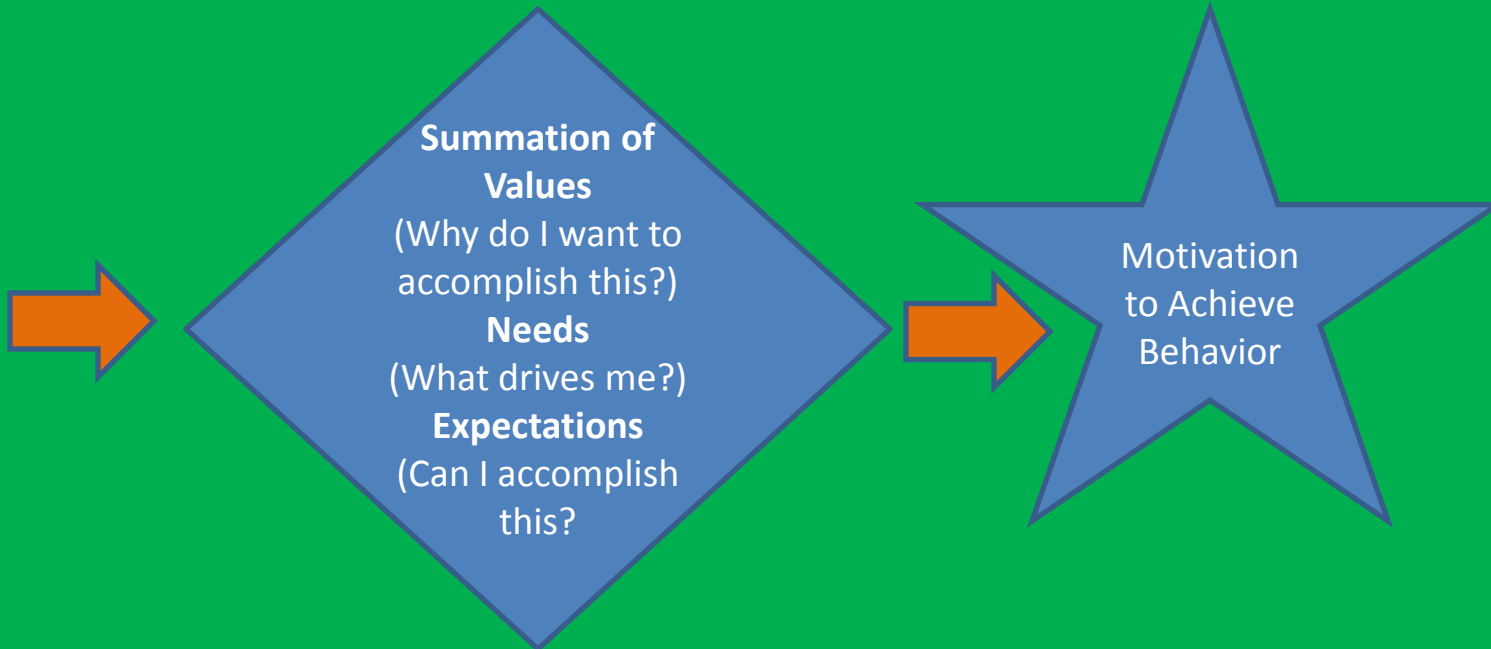 Summation of
Values
(Why do I want to
accomplish this?)
Needs
(What drives me?)
Expectations
(Can I accomplish
this?
Motivation
to Achieve
Behavior